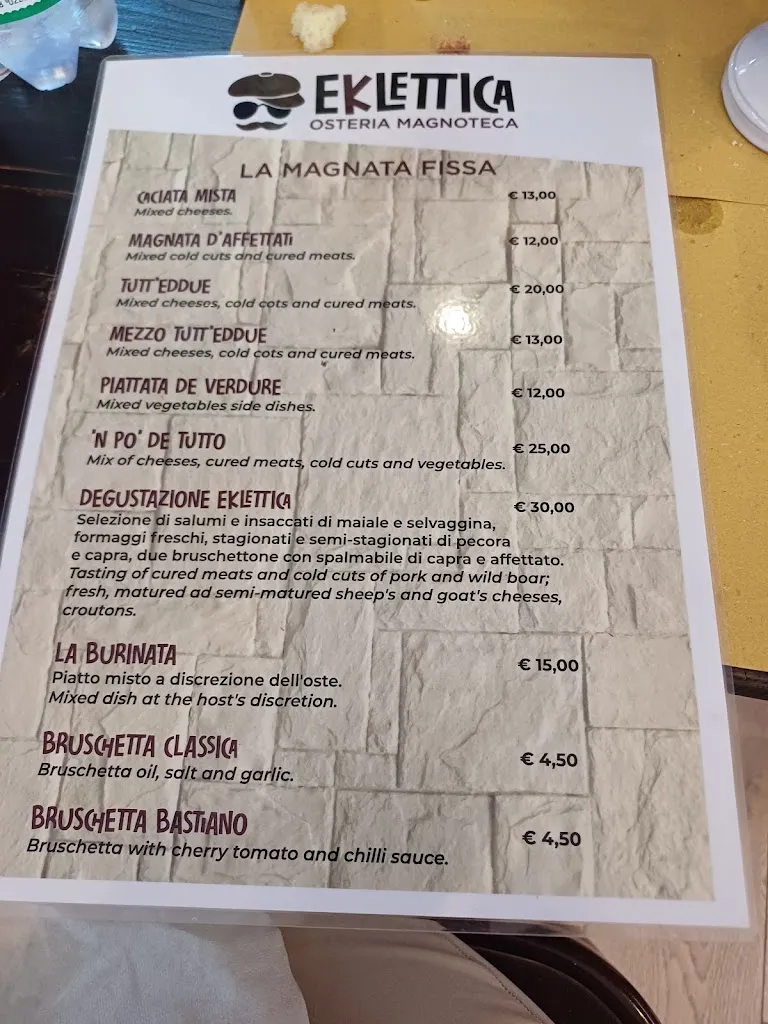 EKLETTICA
OSTERIA MAGNOTECA
LA MAGNATA FISSA
CACIATA MISTA € 13,00
Mixed cheeses.
MAGNATA D'AFFETTATI € 12,00
Mixed cold cuts and cured meats.
TUTT'EDDUE € 20,00
Mixed cheeses, cold cots and cured meats.
MEZZO TUTT'EDDUE € 13,00
Mixed cheeses, cold cots and cured meats.
PIATTATA DE VERDURE € 12,00
Mixed vegetables side dishes.
'N PO' DE TUTTO € 25,00
Mix of cheeses, cured meats, cold cuts and vegetables.
DEGUSTAZIONE EKLETTICA € 30,00
Selezione di salumi e insaccati di maiale e selvaggina,
formaggi freschi, stagionati e semi-stagionati di pecora
e capra, due bruschettone con spalmabile di capra e affettato.
Tasting of cured meats and cold cuts of pork and wild boar;
fresh, matured ad semi-matured sheep's and goat's cheeses,
croutons.
LA BURINATA € 15,00
Piatto misto a discrezione dell'oste.
Mixed dish at the host's discretion.
BRUSCHETTA CLASSICA € 4,50
Bruschetta oil, salt and garlic.
BRUSCHETTA BASTIANO € 4,50
Bruschetta with cherry tomato and chilli sauce.